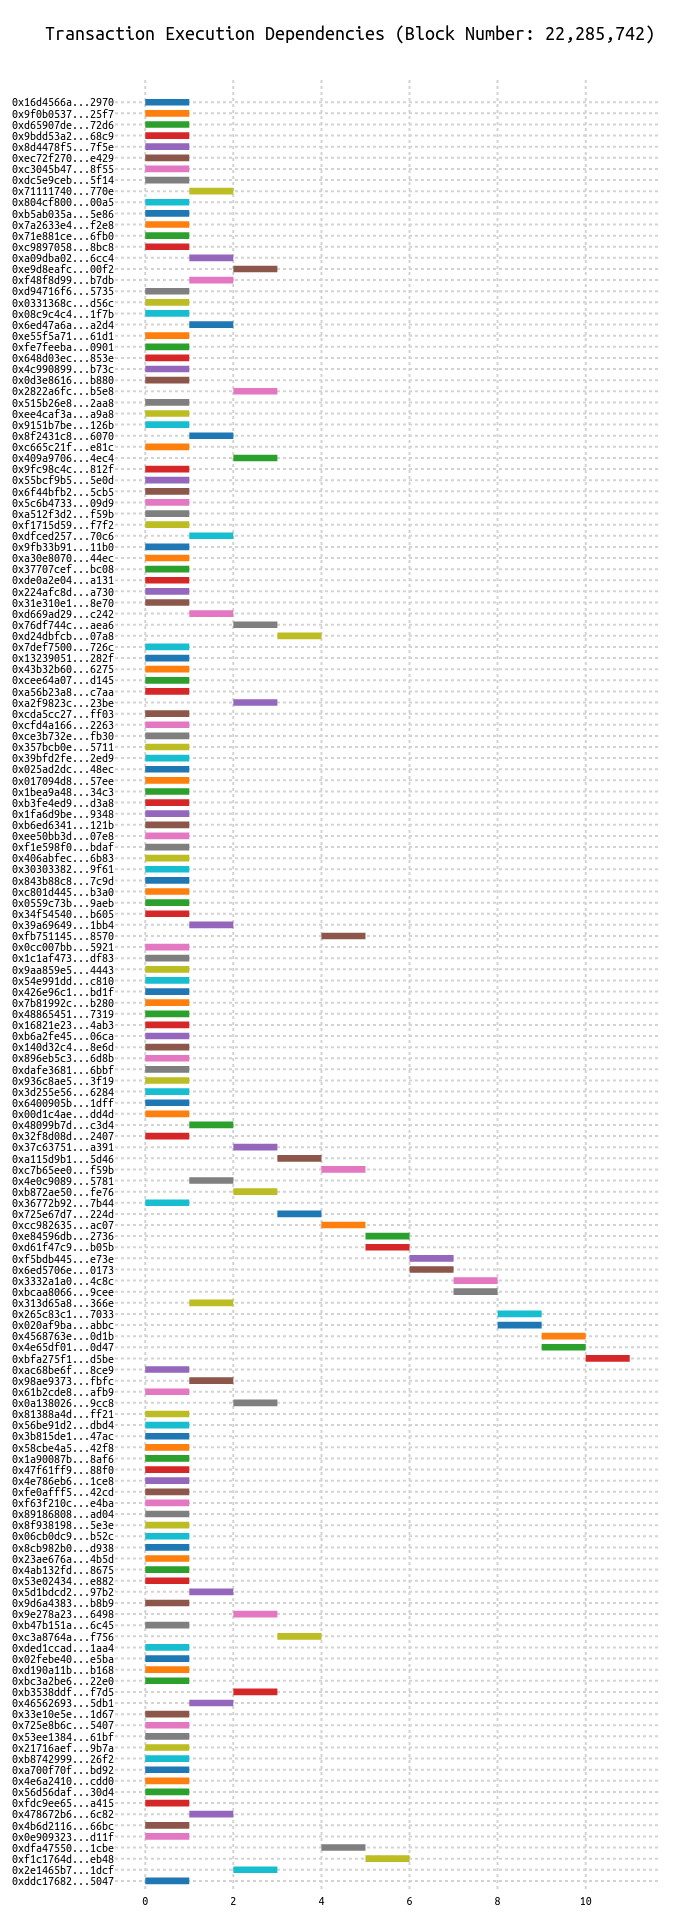 Transaction Execution Dependencies (Block Number: 22,285,742)
0x16d4566a...2970
0x9f0b0537...25f7
0xd65907de...72d6
0x9bdd53a2...68c9
0x8d4478f5...7f5e
0xec72f270...e429
0xc3045b47...8f55
0xdc5e9ceb...5f14
0x71111740...770e
0x804cf800...00a5
0xb5ab035a...5e86
0x7a2633e4...f2e8
0x71e881ce...6fb0
0xc9897058...8bc8
0xa09dba02...6cc4
0xe9d8eafc...00f2
0xf48f8d99...b7db
0xd94716f6...5735
0x0331368c...d56c
0x08c9c4c4...1f7b
0x6ed47a6a...a2d4
0xe55f5a71...61d1
0xfe7feeba...0901
0x648d03ec...853e
0x4c990899...b73c
0x0d3e8616...b880
0x2822a6fc...b5e8
0x515b26e8...2aa8
0xee4caf3a...a9a8
0x9151b7be...126b
0x8f2431c8...6070
0xc665c21f...e81c
0x409a9706...4ec4
0x9fc98c4c...812f
0x55bcf9b5...5e0d
0x6f44bfb2...5cb5
0x5c6b4733...09d9
0xa512f3d2...f59b
0xf1715d59...f7f2
0xdfced257...70c6
0x9fb33b91...11b0
0xa30e8070...44ec
0x37707cef...bc08
0xde0a2e04...a131
0x224afc8d...a730
0x31e310e1...8e70
0xd669ad29...c242
0x76df744c...aea6
0xd24dbfcb...07a8
0x7def7500...726c
0x13239051...282f
0x43b32b60...6275
0xcee64a07...d145
0xa56b23a8...c7aa
0xa2f9823c...23be
0xcda5cc27...ff03
0xcfd4a166...2263
0xce3b732e...fb30
0x357bcb0e...5711
0x39bfd2fe...2ed9
0x025ad2dc...48ec
0x017094d8...57ee
0x1bea9a48...34c3
0xb3fe4ed9...d3a8
0x1fa6d9be...9348
0xb6ed6341...121b
0xee50bb3d...07e8
0xf1e598f0...bdaf
0x406abfec...6b83
0x30303382...9f61
0x843b88c8...7c9d
0xc801d445...b3a0
0x0559c73b...9aeb
0x34f54540...b605
0x39a69649...1bb4
0xfb751145...8570
0x0cc007bb...5921
0x1c1af473...df83
0x9aa859e5...4443
0x54e991dd...c810
0x426e96c1...bd1f
0x7b81992c...b280
0x48865451...7319
0x16821e23...4ab3
0xb6a2fe45...06ca
0x140d32c4...8e6d
0x896eb5c3...6d8b
0xdafe3681...6bbf
0x936c8ae5...3f19
0x3d255e56...6284
0x6400905b...1dff
0x00d1c4ae...dd4d
0x48099b7d...c3d4
0x32f8d08d...2407
0x37c63751...a391
0xa115d9b1...5d46
0xc7b65ee0...f59b
0x4e0c9089...5781
0xb872ae50...fe76
0x36772b92...7b44
0x725e67d7...224d
0xcc982635...ac07
0xe84596db...2736
0xd61f47c9...b05b
0xf5bdb445...e73e
0x6ed5706e...0173
0x3332a1a0...4c8c
0xbcaa8066...9cee
0x313d65a8...366e
0x265c83c1...7033
0x020af9ba...abbc
0x4568763e...0d1b
0x4e65df01...0d47
0xbfa275f1...d5be
0xac68be6f...8ce9
0x98ae9373...fbfc
0x61b2cde8...afb9
0x0a138026...9cc8
0x81388a4d...ff21
0x56be91d2...dbd4
0x3b815de1...47ac
0x58cbe4a5...42f8
0x1a90087b...8af6
0x47f61ff9...88f0
0x4e786eb6...1ce8
0xfe0afff5...42cd
0xf63f210c...e4ba
0x89186808...ad04
0x8f938198...5e3e
0x06cb0dc9...b52c
0x8cb982b0...d938
0x23ae676a...4b5d
0x4ab132fd...8675
0x53e02434...e882
0x5d1bdcd2...97b2
0x9d6a4383...b8b9
0x9e278a23...6498
0xb47b151a...6c45
0xc3a8764a...f756
0xded1ccad...1aa4
0x02febe40...e5ba
0xd190a11b...b168
0xbc3a2be6...22e0
0xb3538ddf...f7d5
0x46562693...5db1
0x33e10e5e...1d67
0x725e8b6c...5407
0x53ee1384...61bf
0x21716aef...9b7a
0xb8742999...26f2
0xa700f70f...bd92
0x4e6a2410...cdd0
0x56d56daf...30d4
0xfdc9ee65...a415
0x478672b6...6c82
0x4b6d2116...66bc
0x0e909323...d11f
0xdfa47550...1cbe
0xf1c1764d...eb48
0x2e1465b7...1dcf
0xddc17682...5047
0 2 4 6 8 10